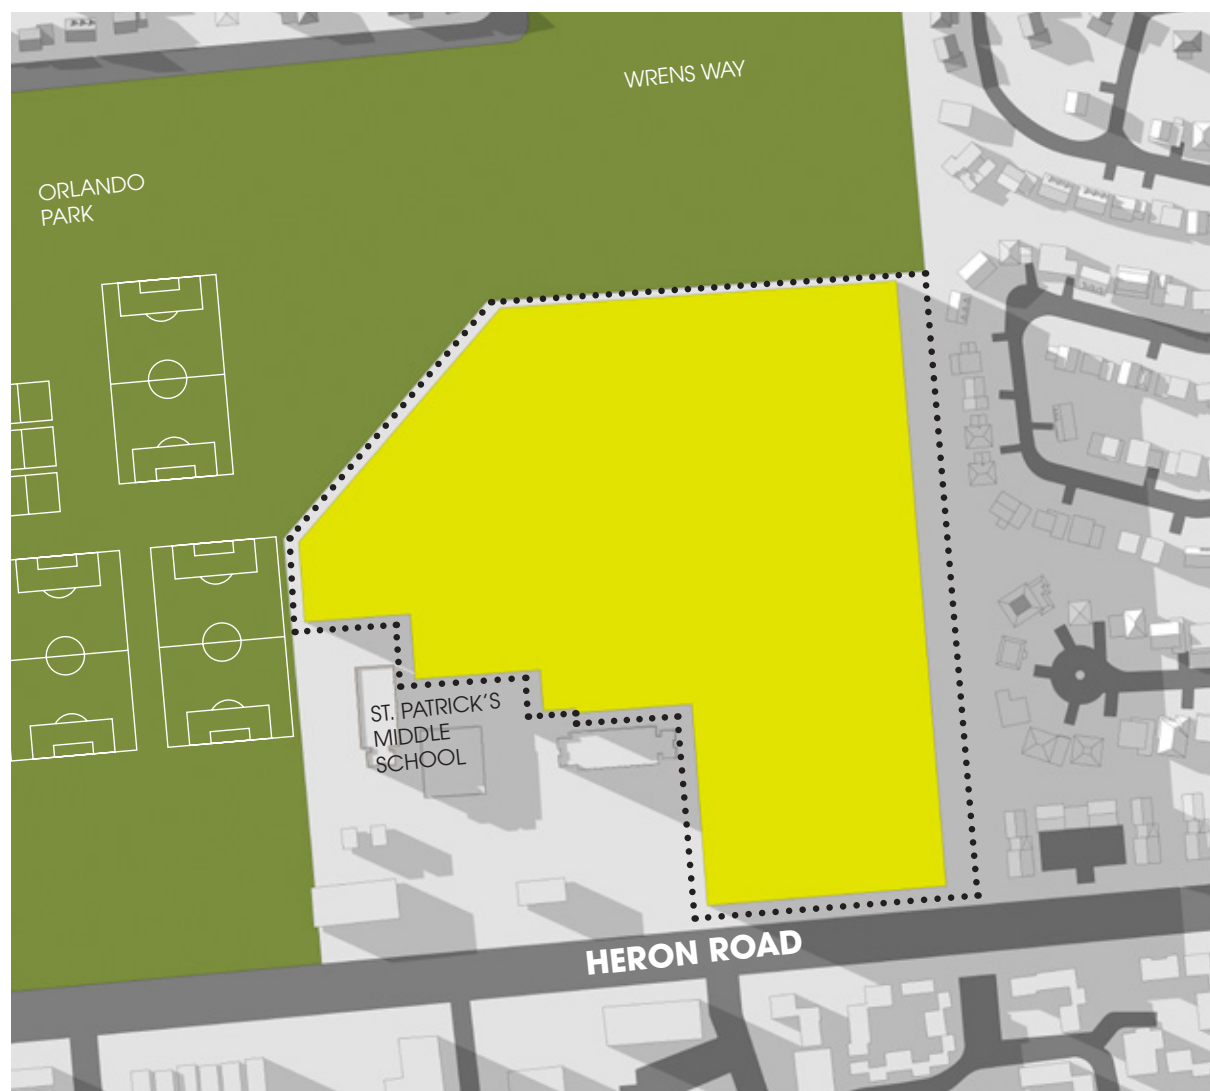 WRENS WAY
ORLANDO
PARK
ST. PATRICK'S
MIDDLE
SCHOOL
HERON ROAD